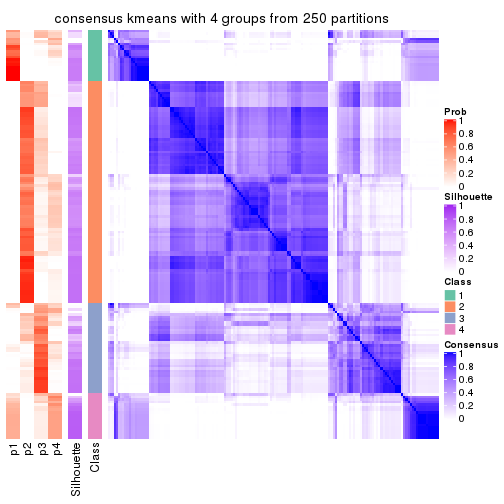 consensus kmeans with 4 groups from 250 partitions
Prob
1
0.8
0.6
0.4
0.2
0
Silhouette
1
0.8
0.6
0.4
0.2
0
Class
1
2
3
4
Consensus
1
0.8
0.6
0.4
0.2
0
p1
p2
p3
p4
Silhouette
Class